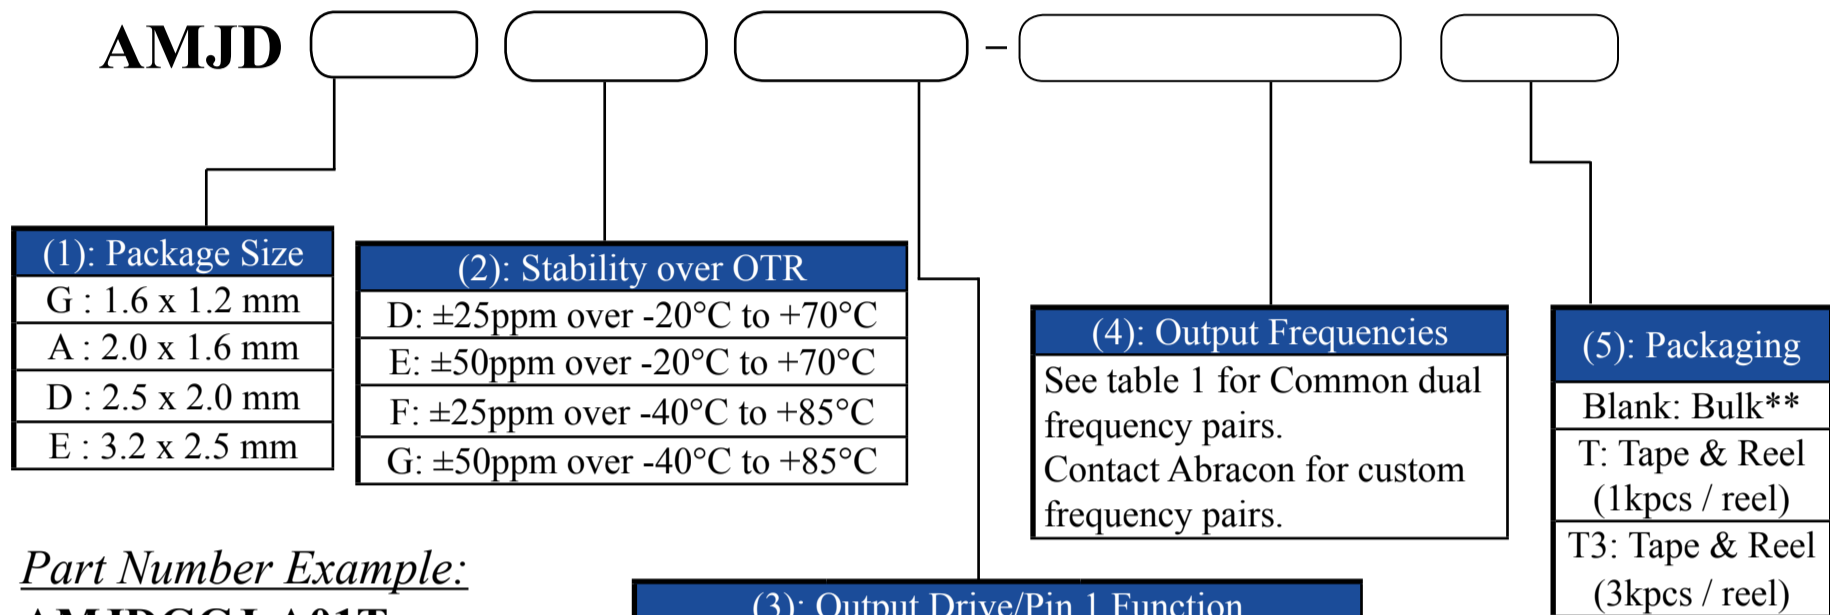 AMJD –
(1): Package Size
G : 1.6 x 1.2 mm
A : 2.0 x 1.6 mm
D : 2.5 x 2.0 mm
E : 3.2 x 2.5 mm
(2): Stability over OTR
D: ±25ppm over -20°C to +70°C
E: ±50ppm over -20°C to +70°C
F: ±25ppm over -40°C to +85°C
G: ±50ppm over -40°C to +85°C
(4): Output Frequencies
See table 1 for Common dual
frequency pairs.
Contact Abracon for custom
frequency pairs.
(5): Packaging
Blank: Bulk**
T: Tape & Reel
(1kpcs / reel)
T3: Tape & Reel
(3kpcs / reel)
Part Number Example:
(3): Output Drive/Pin 1 Function